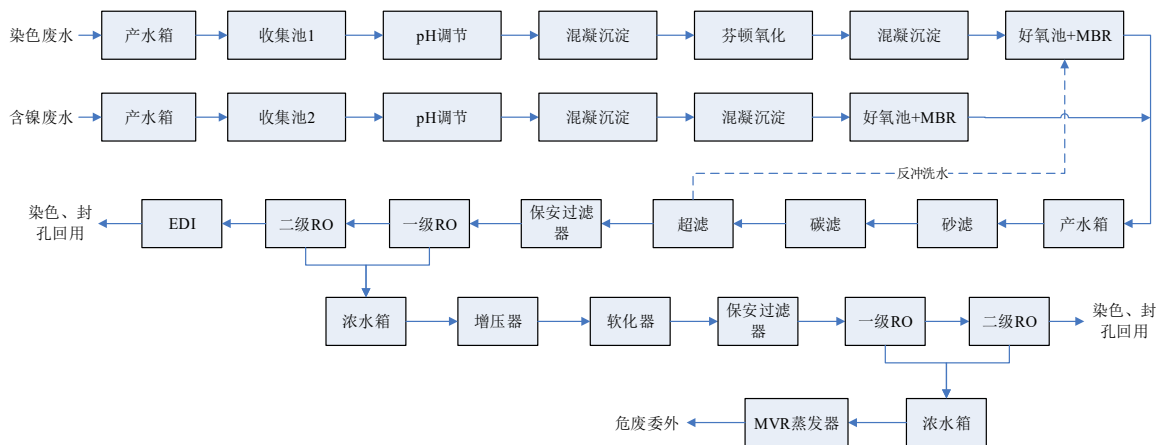 染色废水
产水箱
收集池1
pH调节
混凝沉淀
芬顿氧化
混凝沉淀
好氧池+MBR
含镍废水
产水箱
收集池2
pH调节
混凝沉淀
混凝沉淀
好氧池+MBR
反冲洗水
染色、封
孔回用
EDI
二级RO
一级RO
保安过滤
器
超滤
碳滤
砂滤
产水箱
浓水箱
增压器
软化器
保安过滤
器
一级RO
二级RO
染色、封
孔回用
危废委外
MVR蒸发器
浓水箱